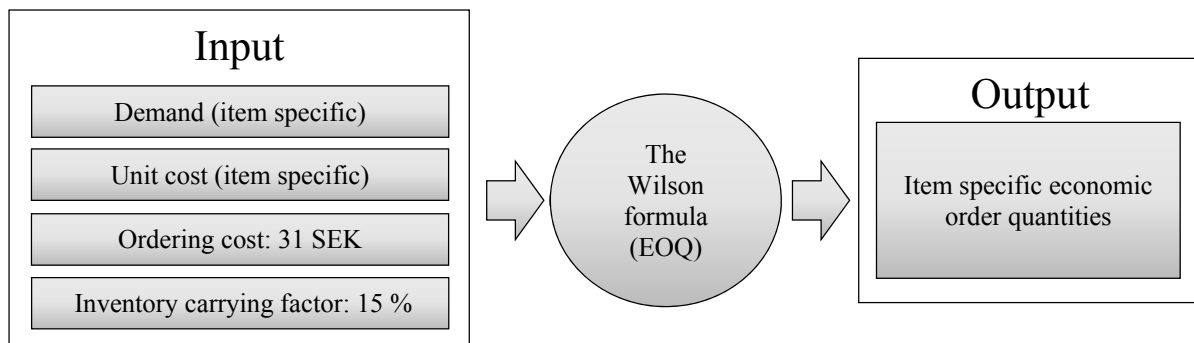 Input
Demand (item specific)
Unit cost (item specific)
Ordering cost: 31 SEK
Inventory carrying factor: 15 %
The
Wilson
formula
(EOQ)
Output
Item specific economic
order quantities